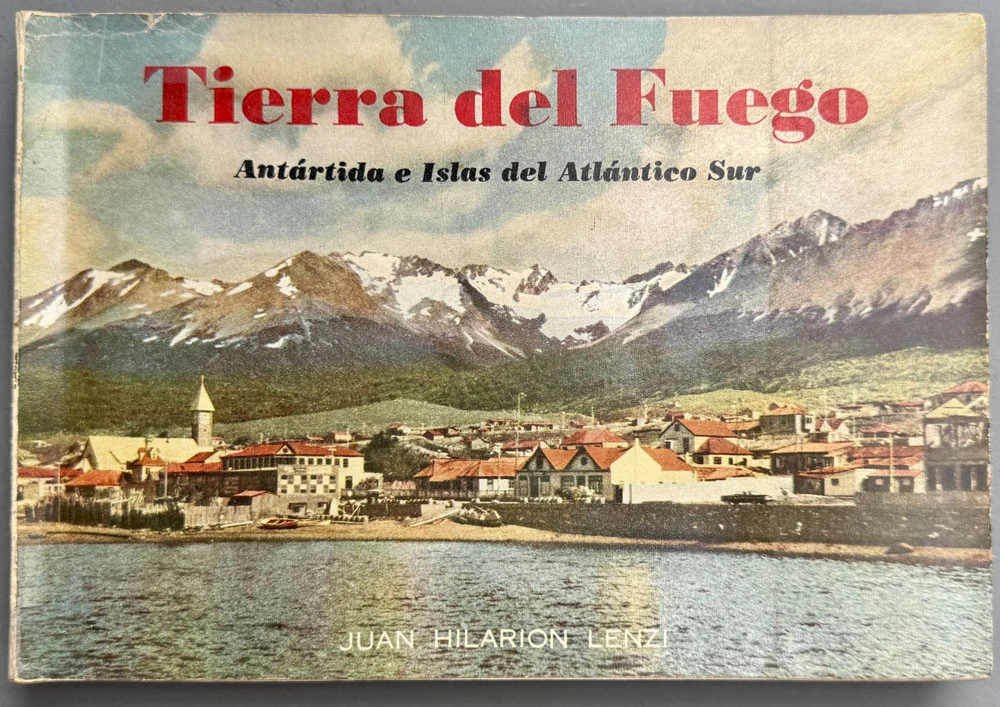 Tierra del Fuego
Antártida e Islas del Atlántico Sur
JUAN HILARION LENZI